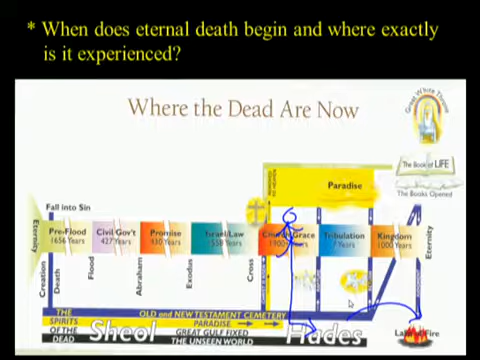 * When does eternal death begin and where exactly
is it experienced?
Where the Dead Are Now
Great White Throne
The Book of LIFE
The Books Opened
REMOVED TO HEAVEN
Paradise
Fall into Sin
Eternity
Pre-Flood
1656 Years
Civil Gov't
427 Years
Promise
430 Years
Israel/Law
Church/Grace
Tribulation
7 Years
Kingdom
1000 Years
Eternity
Creation
Death
Flood
Abraham
Exodus
Cross
THE
SPIRITS
OF THE
DEAD
OLD and NEW TESTAMENT CEMETERY
Sheol
PARADISE
GREAT GULF FIXED
THE UNSEEN WORLD
Hades
Lake of Fire